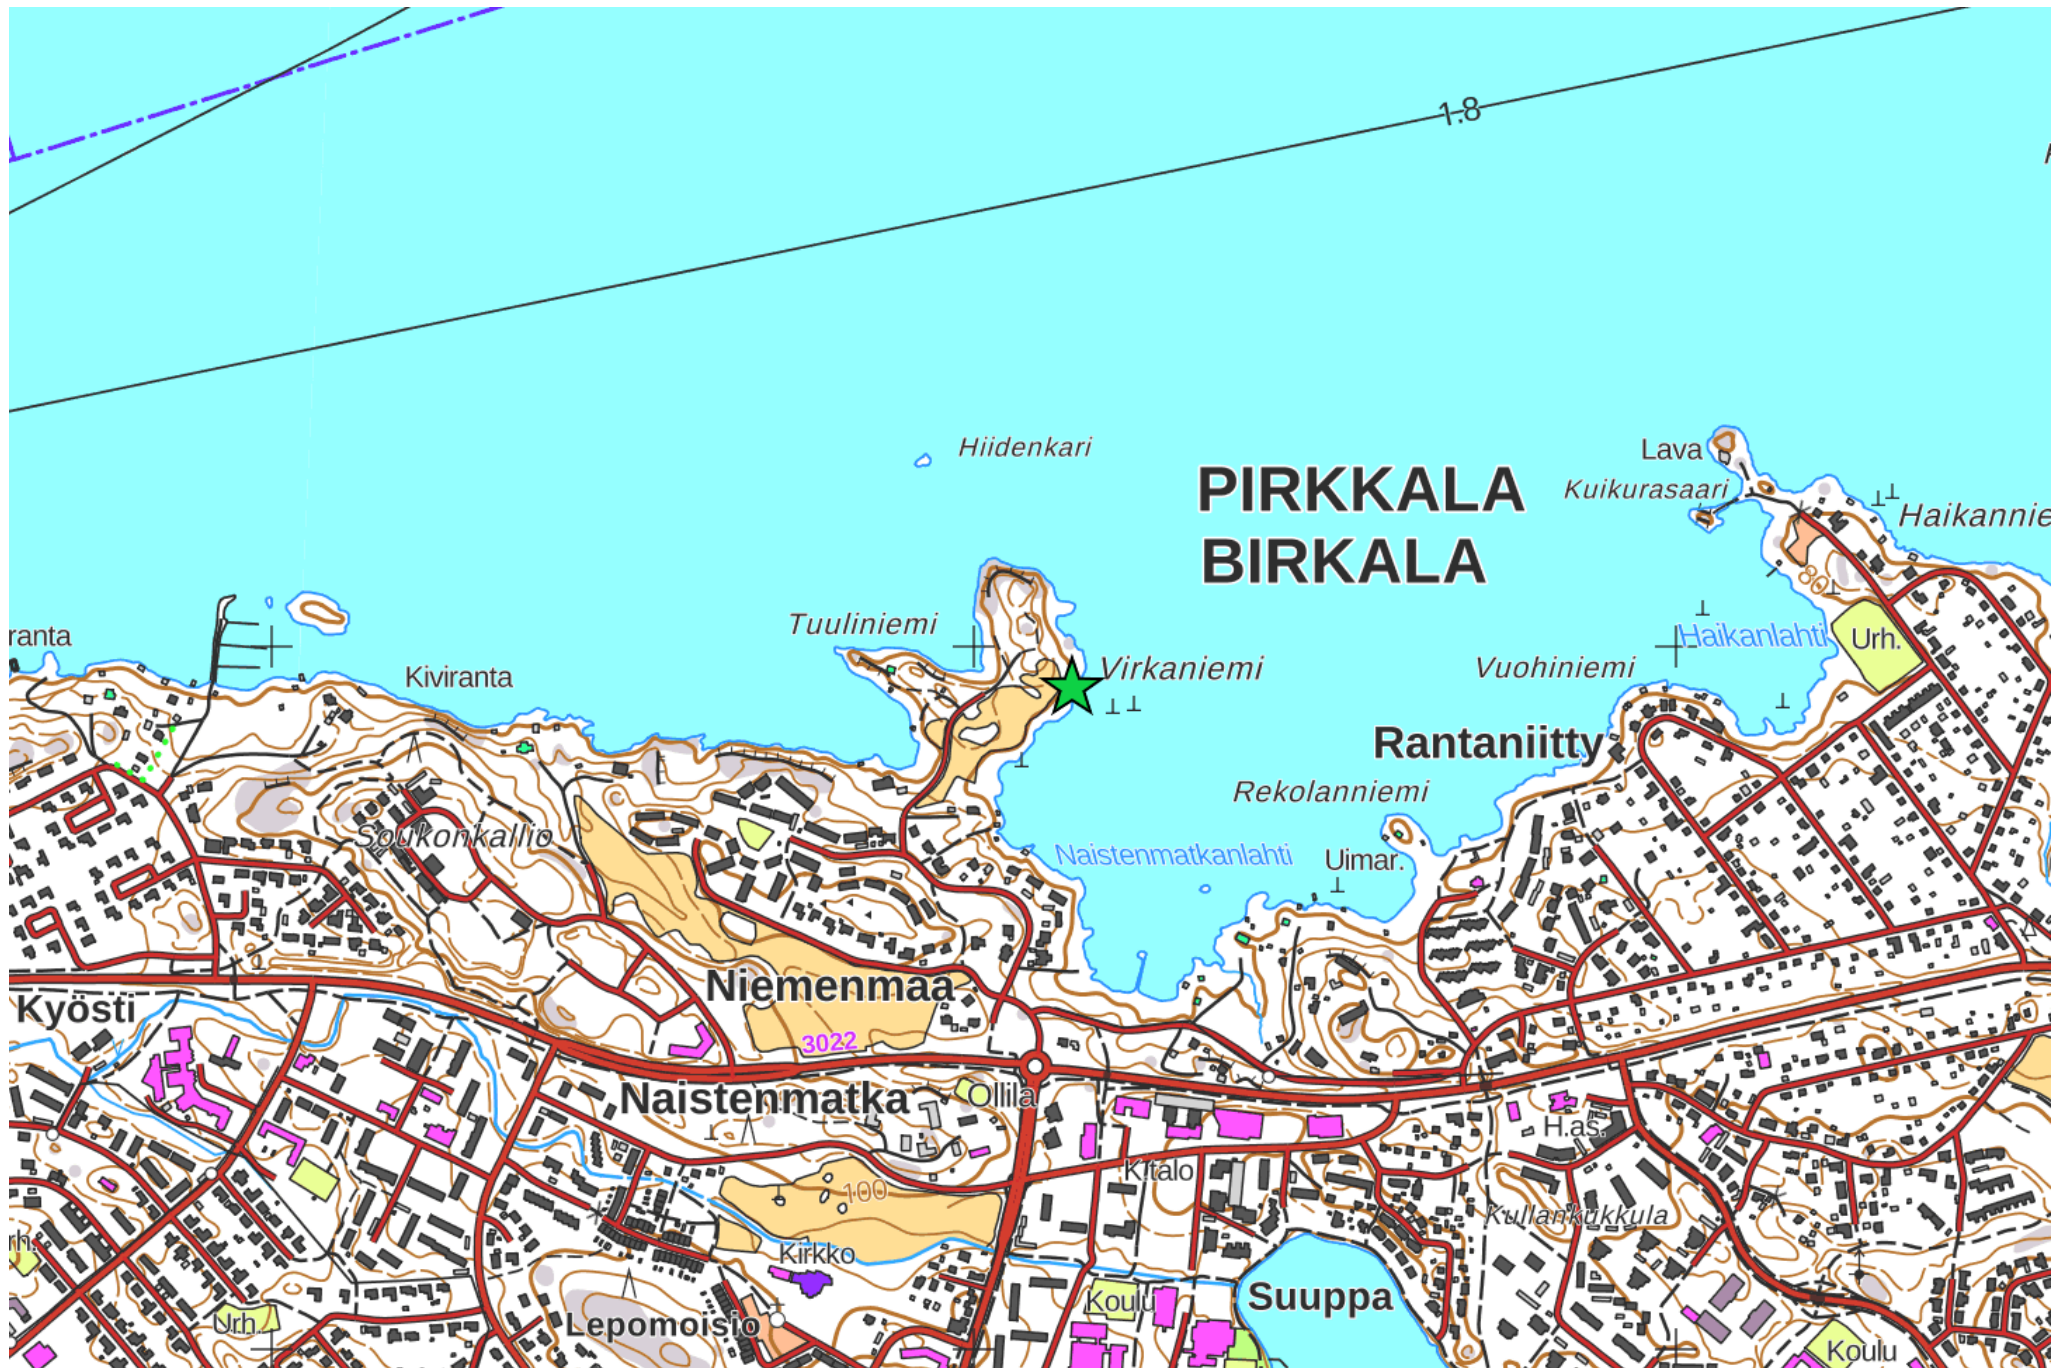 1.8
Hiidenkari
PIRKKALA
BIRKALA
Lava
Kuikurasaari
Haikannie
Tuuliniemi
Virkaniemi
Vuohiniemi
Haikanlahti
Urh.
ranta
Kiviranta
Rantaniitty
Rekolanniemi
80
Soukonkallio
Naistenmatkanlahti
Uimar.
Niemenmaa
Kyösti
3022
Naistenmatka
Ollila
H.as.
K.talo
100
Kullankukkula
rh.
Kirkko
Suuppa
Koulu
Urh.
Lepomoisio
Koulu